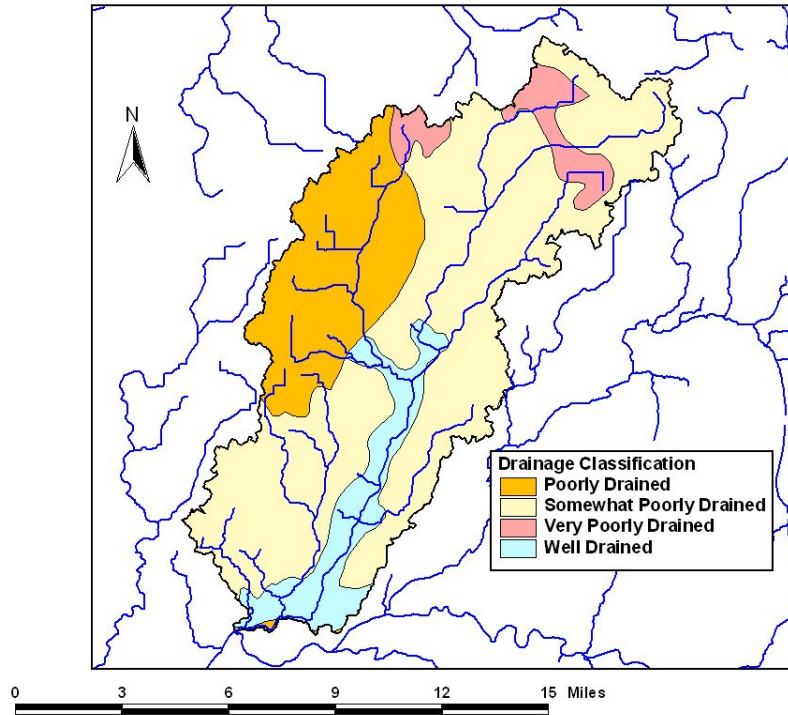 N
Drainage Classification
Poorly Drained
Somewhat Poorly Drained
Very Poorly Drained
Well Drained
0 3 6 9 12 15 Miles